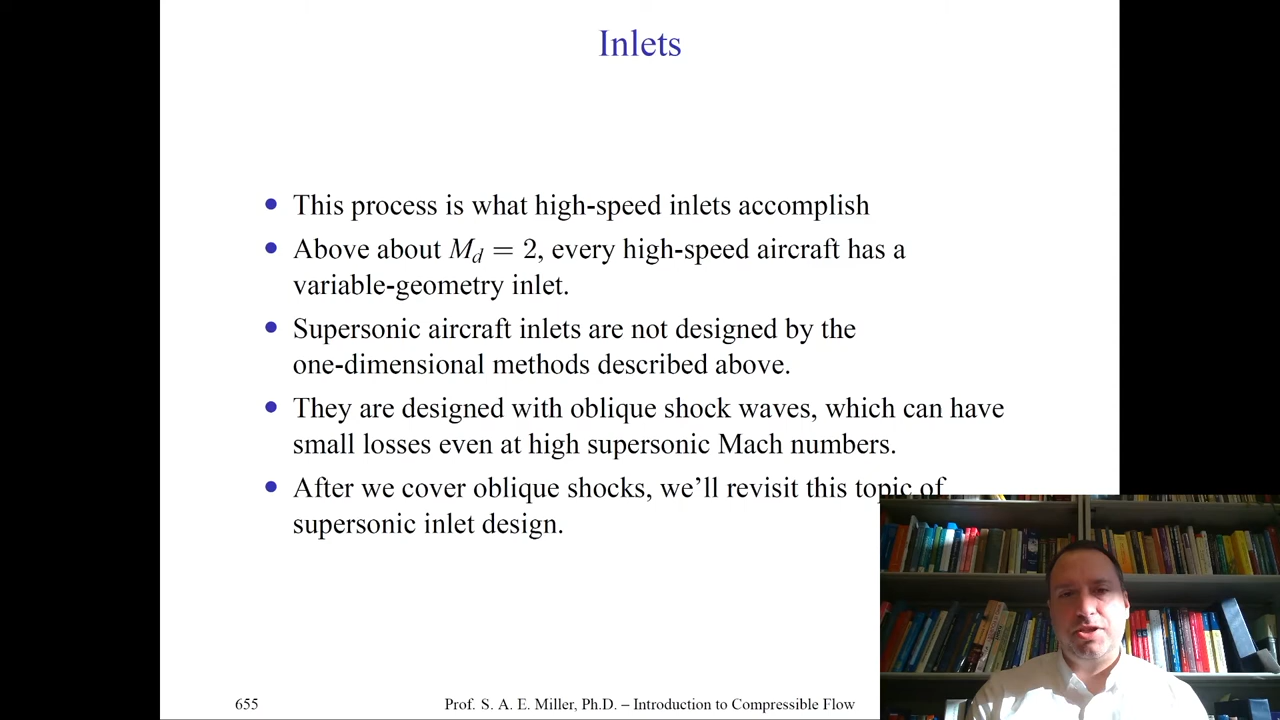 Inlets
• This process is what high-speed inlets accomplish
• Above about M_d = 2, every high-speed aircraft has a
variable-geometry inlet.
• Supersonic aircraft inlets are not designed by the
one-dimensional methods described above.
• They are designed with oblique shock waves, which can have
small losses even at high supersonic Mach numbers.
• After we cover oblique shocks, we'll revisit this topic of
supersonic inlet design.
655
Prof. S. A. E. Miller, Ph.D. – Introduction to Compressible Flow